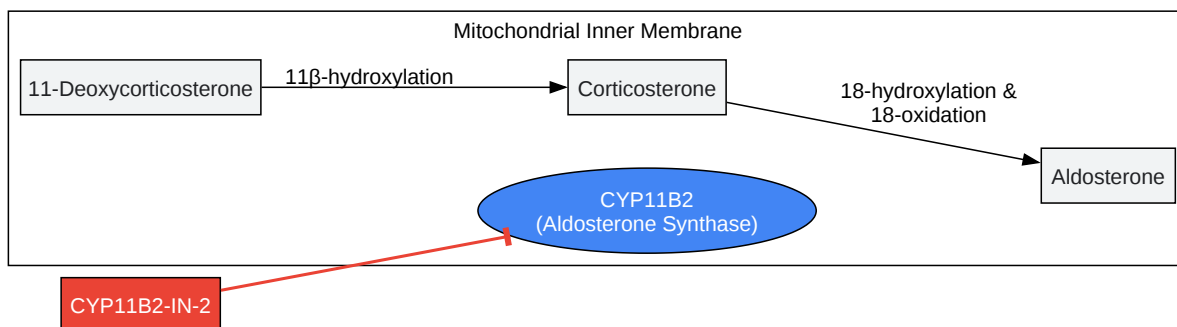 Mitochondrial Inner Membrane
11-Deoxycorticosterone
11β-hydroxylation
Corticosterone
18-hydroxylation &
18-oxidation
Aldosterone
CYP11B2
(Aldosterone Synthase)
CYP11B2-IN-2